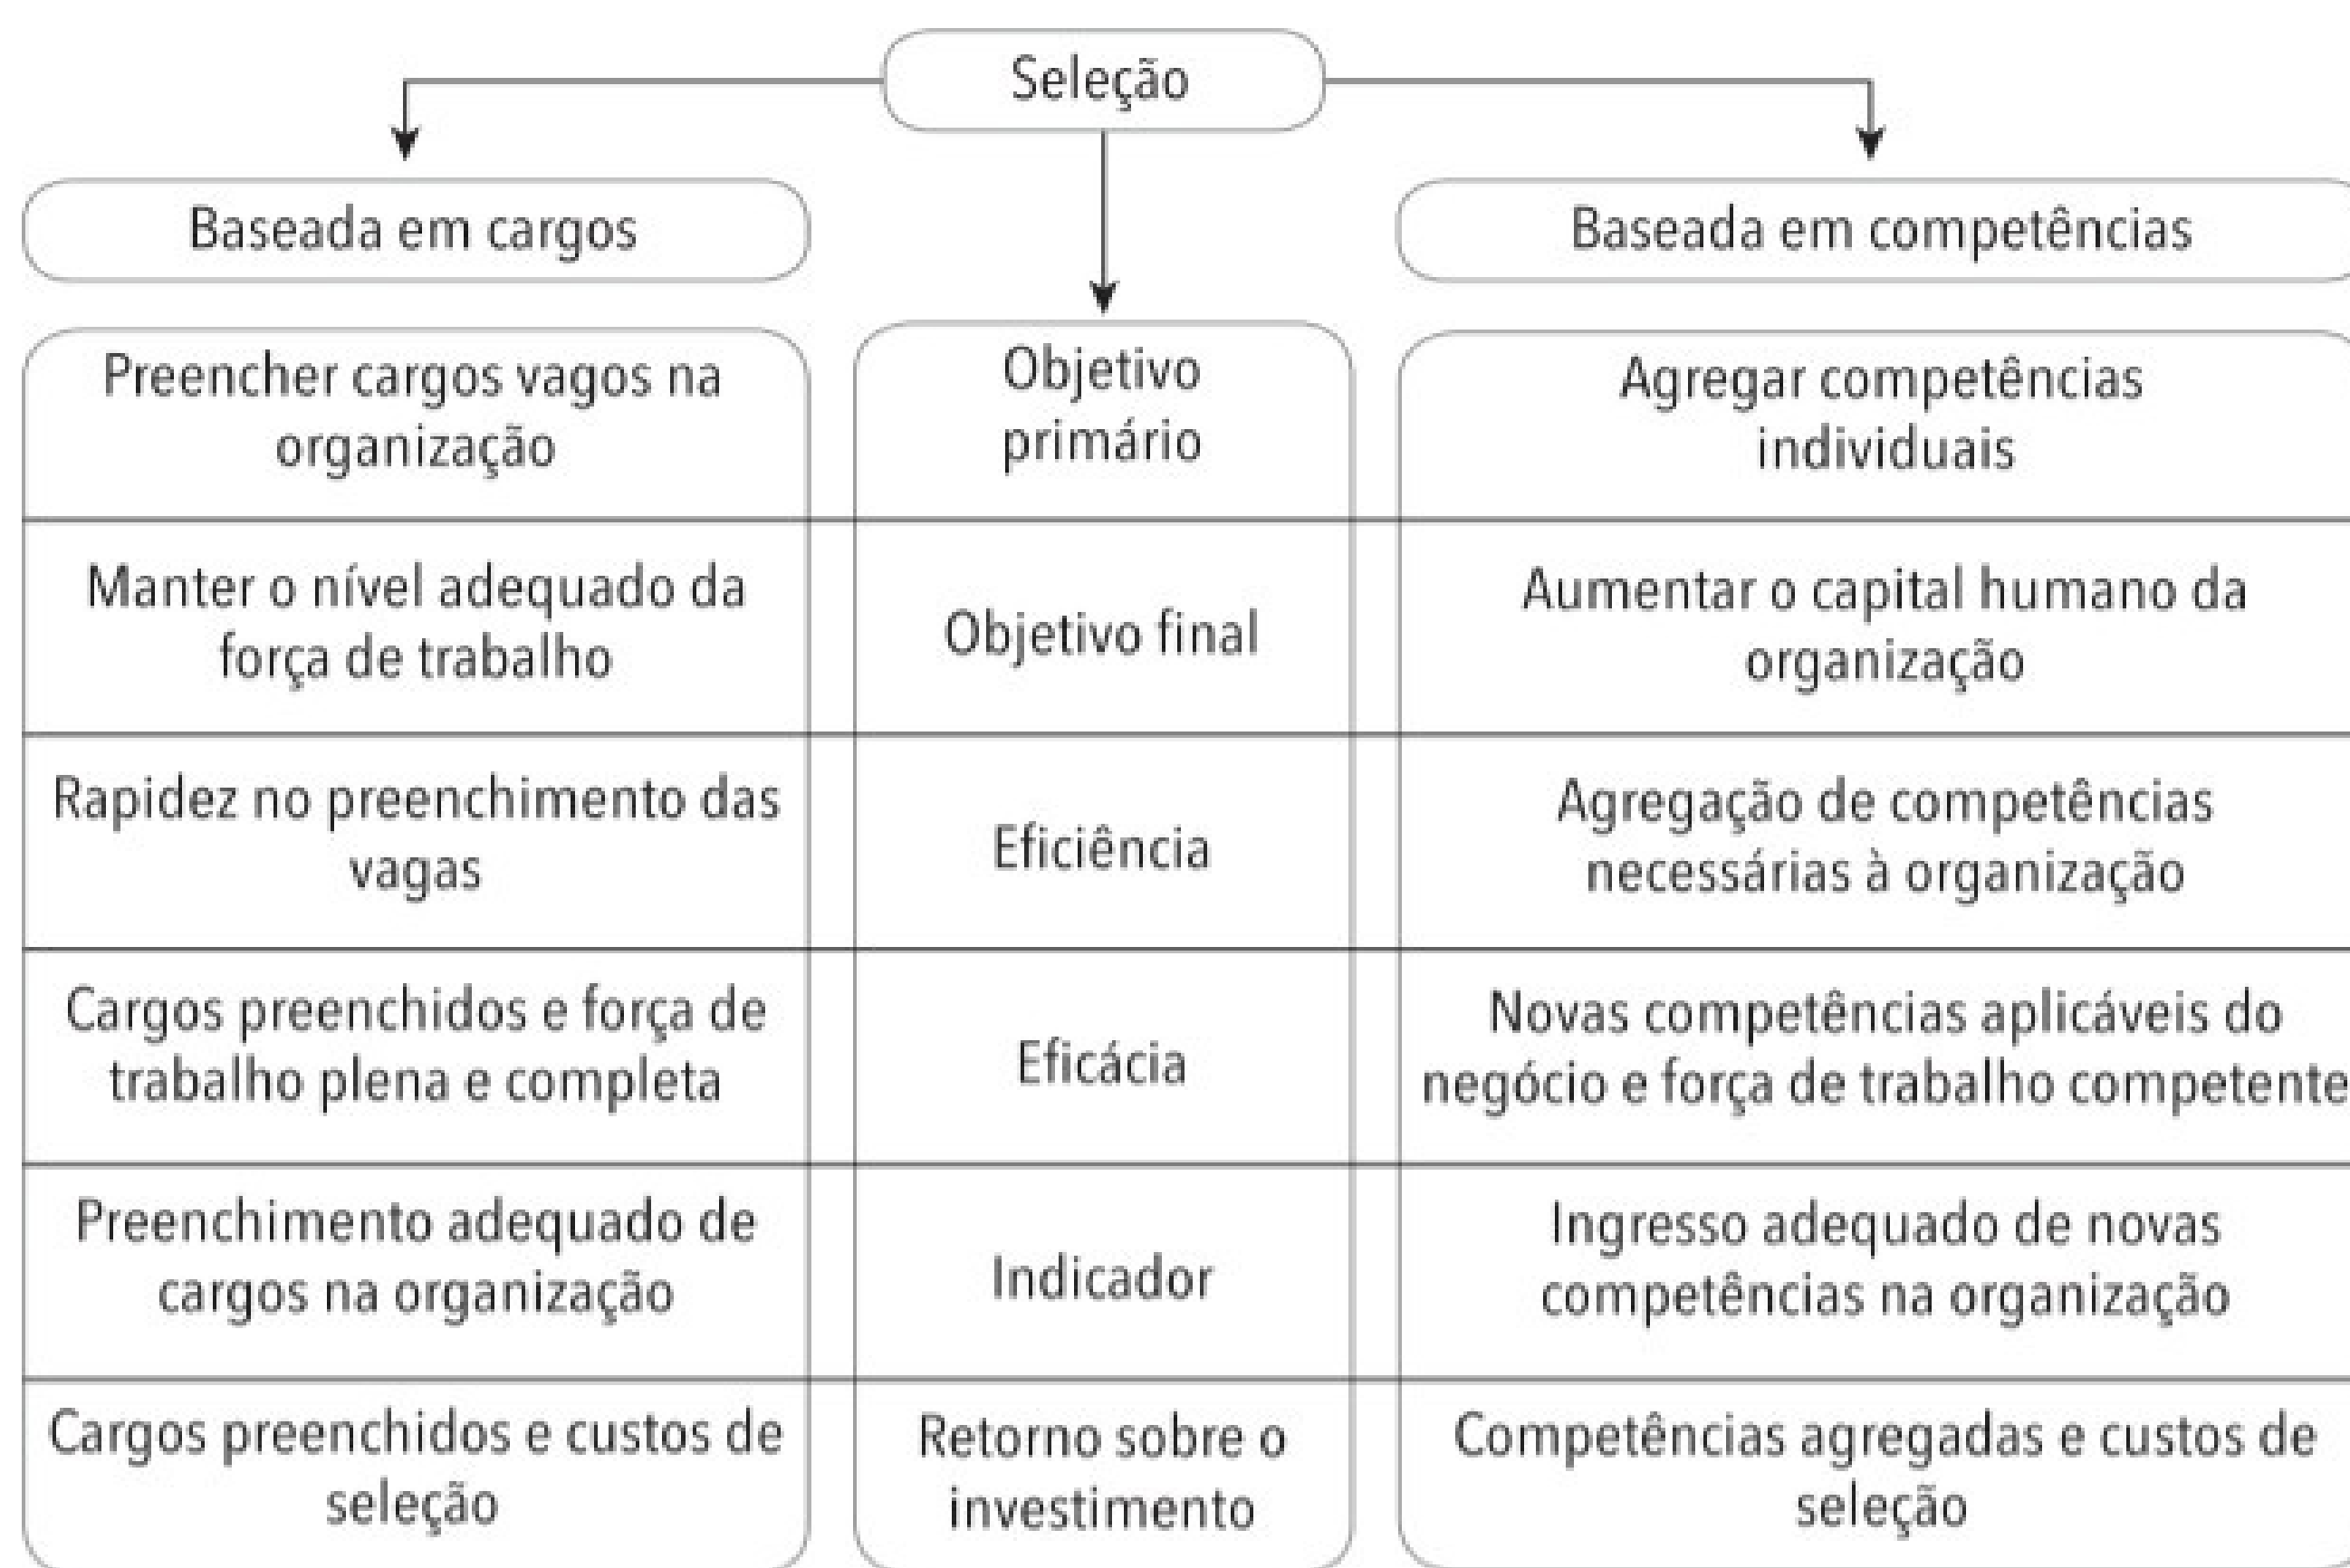 Seleção
Baseada em cargos
Baseada em competências
Preencher cargos vagos na
organização
Objetivo
primário
Agregar competências
individuais
Manter o nível adequado da
força de trabalho
Objetivo final
Aumentar o capital humano da
organização
Rapidez no preenchimento das
vagas
Eficiência
Agregação de competências
necessárias à organização
Cargos preenchidos e força de
trabalho plena e completa
Eficácia
Novas competências aplicáveis do
negócio e força de trabalho competente
Preenchimento adequado de
cargos na organização
Indicador
Ingresso adequado de novas
competências na organização
Cargos preenchidos e custos de
seleção
Retorno sobre o
investimento
Competências agregadas e custos de
seleção